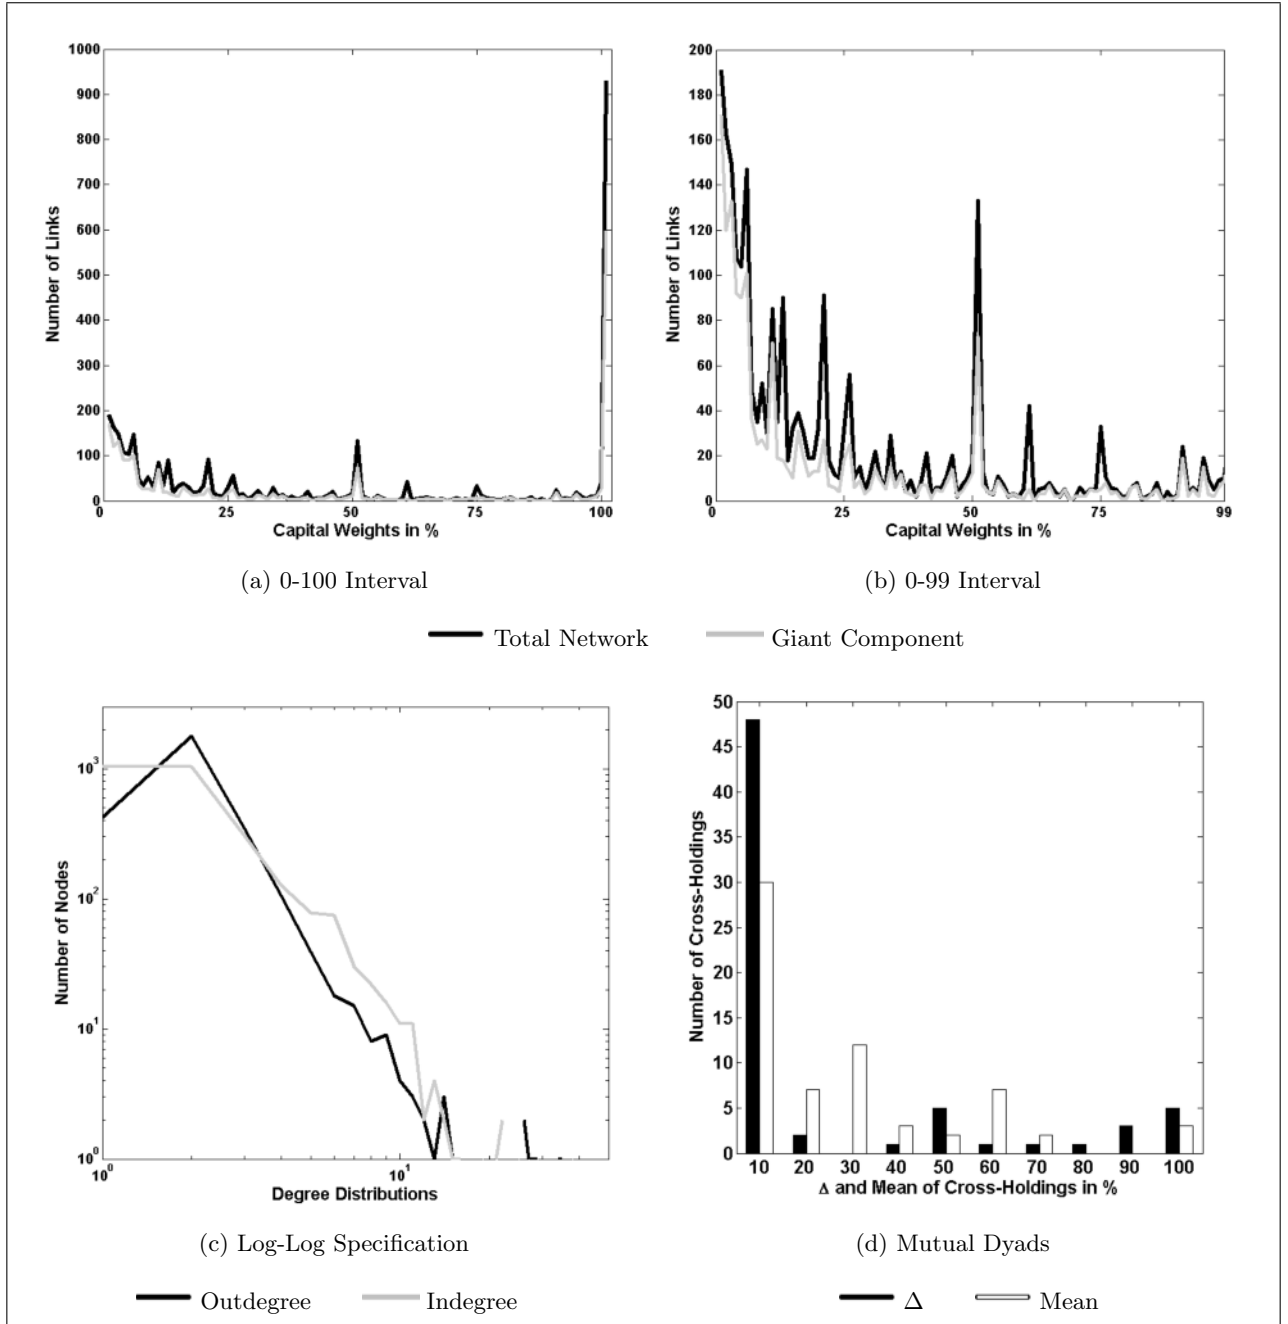 1000
900
800
700
600
500
400
300
200
100
0
Number of Links
0 25 50 75 100
Capital Weights in %
(a) 0-100 Interval
200
180
160
140
120
100
80
60
40
20
0
Number of Links
0 25 50 75 99
Capital Weights in %
(b) 0-99 Interval
Total Network Giant Component
10³
10²
10¹
10⁰
Number of Nodes
10⁰ 10¹
Degree Distributions
(c) Log-Log Specification
Outdegree Indegree
50
45
40
35
30
25
20
15
10
5
0
Number of Cross-Holdings
10 20 30 40 50 60 70 80 90 100
Δ and Mean of Cross-Holdings in %
(d) Mutual Dyads
Δ Mean